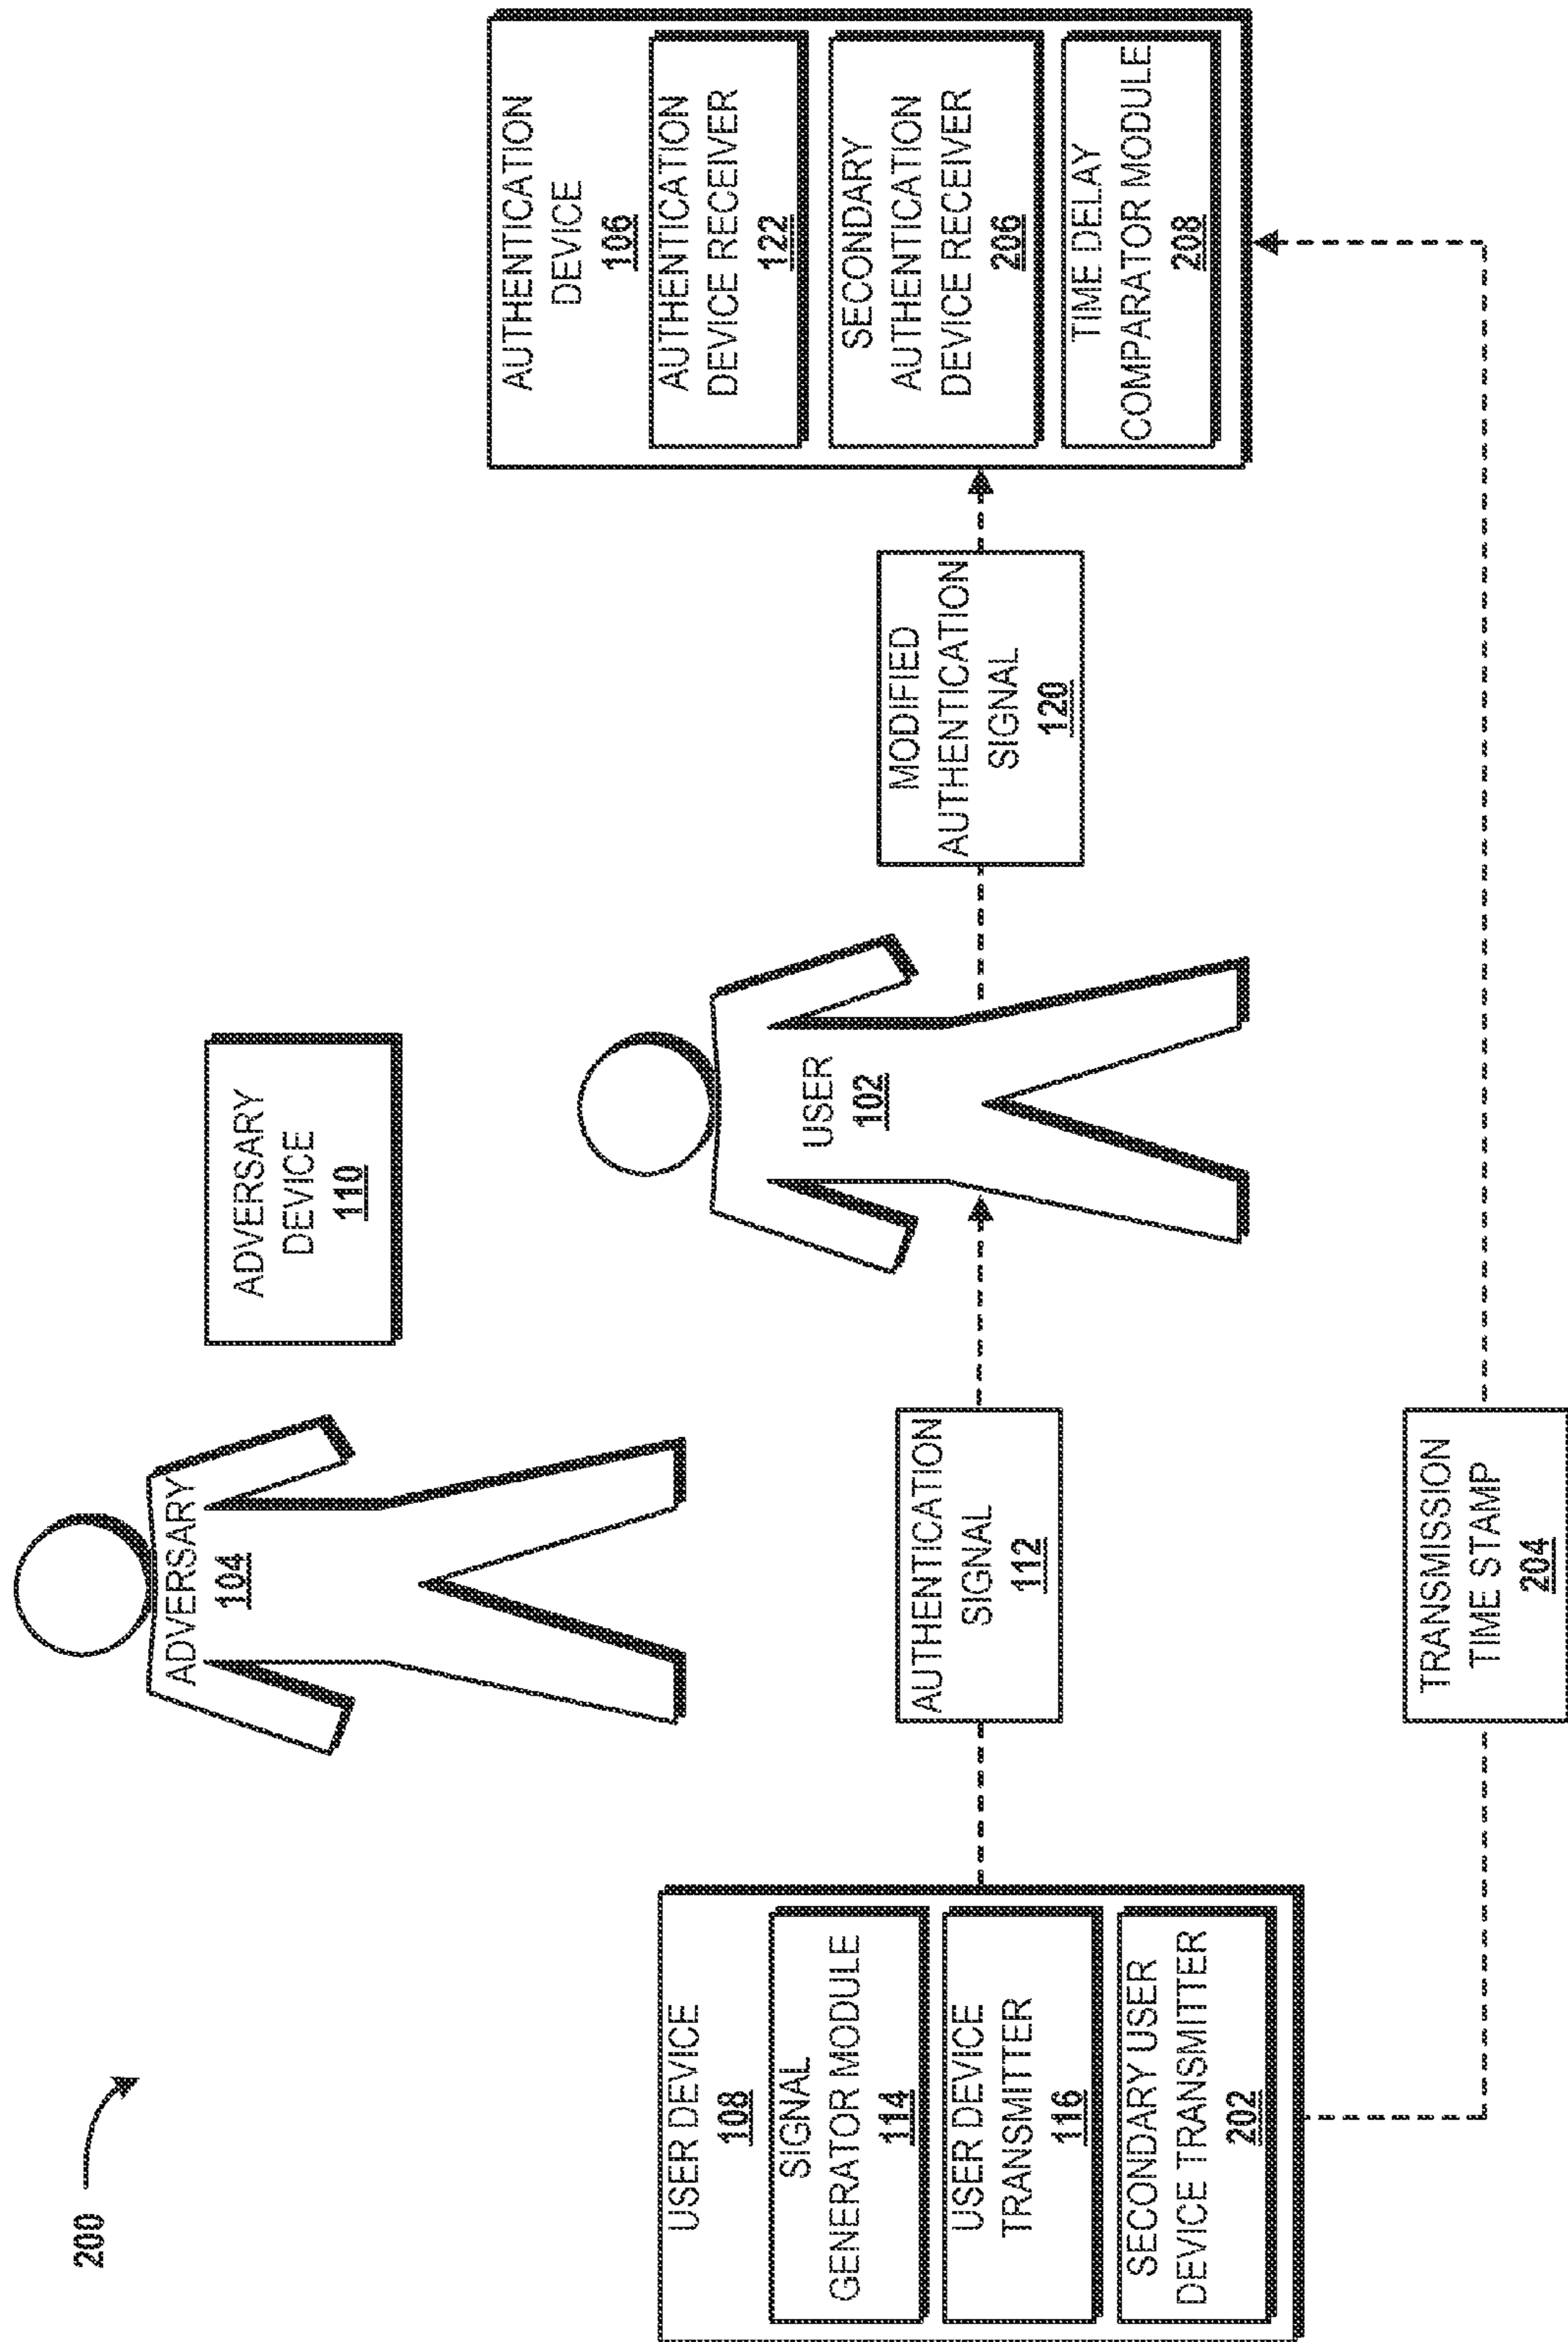 200
ADVERSARY
104
ADVERSARY
DEVICE
110
USER DEVICE
108
SIGNAL
GENERATOR MODULE
114
USER DEVICE
TRANSMITTER
116
SECONDARY USER
DEVICE TRANSMITTER
202
AUTHENTICATION
SIGNAL
112
USER
102
MODIFIED
AUTHENTICATION
SIGNAL
120
AUTHENTICATION
DEVICE
106
AUTHENTICATION
DEVICE RECEIVER
122
SECONDARY
AUTHENTICATION
DEVICE RECEIVER
206
TIME DELAY
COMPARATOR MODULE
208
TRANSMISSION
TIME STAMP
204